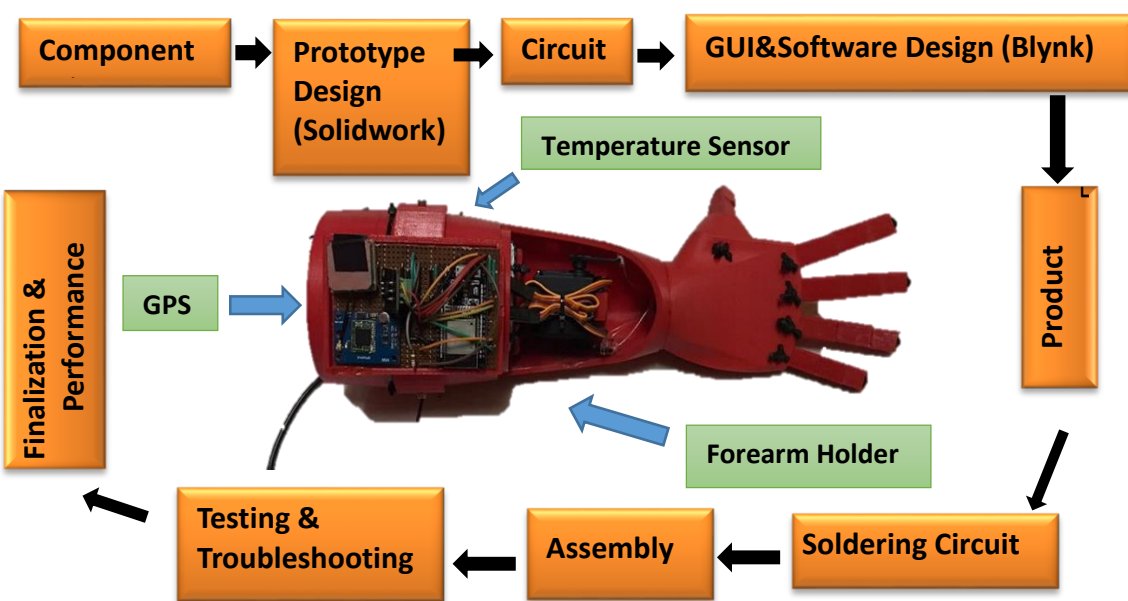 Component
Prototype
Design
(Solidwork)
Circuit
GUI&Software Design (Blynk)
Temperature Sensor
GPS
Forearm Holder
Product
Soldering Circuit
Assembly
Testing &
Troubleshooting
Finalization &
Performance